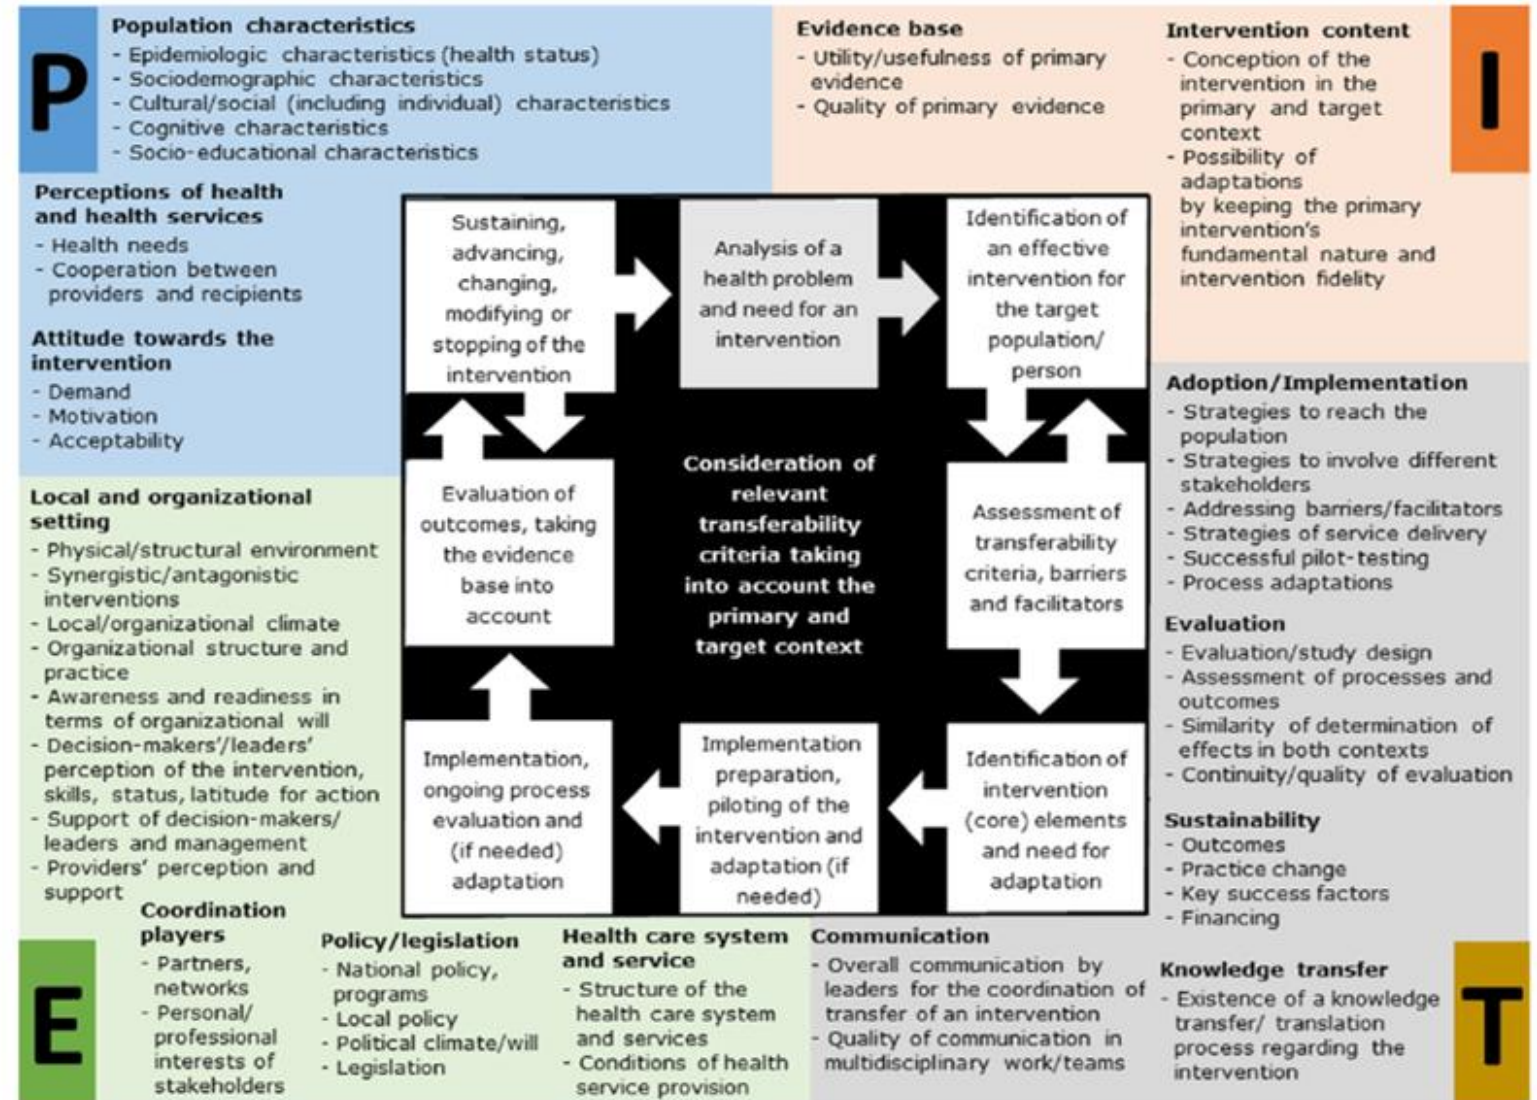 P
Population characteristics
- Epidemiologic characteristics (health status)
- Sociodemographic characteristics
- Cultural/social (including individual) characteristics
- Cognitive characteristics
- Socio-educational characteristics
Perceptions of health
and health services
- Health needs
- Cooperation between
providers and recipients
Attitude towards the
intervention
- Demand
- Motivation
- Acceptability
Evidence base
- Utility/usefulness of primary
evidence
- Quality of primary evidence
Intervention content
- Conception of the
intervention in the
primary and target
context
- Possibility of
adaptations
by keeping the primary
intervention's
fundamental nature and
intervention fidelity
I
Sustaining,
advancing,
changing,
modifying or
stopping of the
intervention
Analysis of a
health problem
and need for an
intervention
Identification of
an effective
intervention for
the target
population/
person
Evaluation of
outcomes, taking
the evidence
base into
account
Consideration of
relevant
transferability
criteria taking
into account the
primary and
target context
Assessment of
transferability
criteria, barriers
and facilitators
Implementation,
ongoing process
evaluation and
(if needed)
adaptation
Implementation
preparation,
piloting of the
intervention and
adaptation (if
needed)
Identification of
intervention
(core) elements
and need for
adaptation
Local and organizational
setting
- Physical/structural environment
- Synergistic/antagonistic
interventions
- Local/organizational climate
- Organizational structure and
practice
- Awareness and readiness in
terms of organizational will
- Decision-makers'/leaders'
perception of the intervention,
skills, status, latitude for action
- Support of decision-makers/
leaders and management
- Providers' perception and
support
E
Coordination
players
- Partners,
networks
- Personal/
professional
interests of
stakeholders
Policy/legislation
- National policy,
programs
- Local policy
- Political climate/will
- Legislation
Health care system
and service
- Structure of the
health care system
and services
- Conditions of health
service provision
Adoption/Implementation
- Strategies to reach the
population
- Strategies to involve different
stakeholders
- Addressing barriers/facilitators
- Strategies of service delivery
- Successful pilot-testing
- Process adaptations
Evaluation
- Evaluation/study design
- Assessment of processes and
outcomes
- Similarity of determination of
effects in both contexts
- Continuity/quality of evaluation
Sustainability
- Outcomes
- Practice change
- Key success factors
- Financing
Communication
- Overall communication by
leaders for the coordination of
transfer of an intervention
- Quality of communication in
multidisciplinary work/teams
Knowledge transfer
- Existence of a knowledge
transfer/ translation
process regarding the
intervention
T